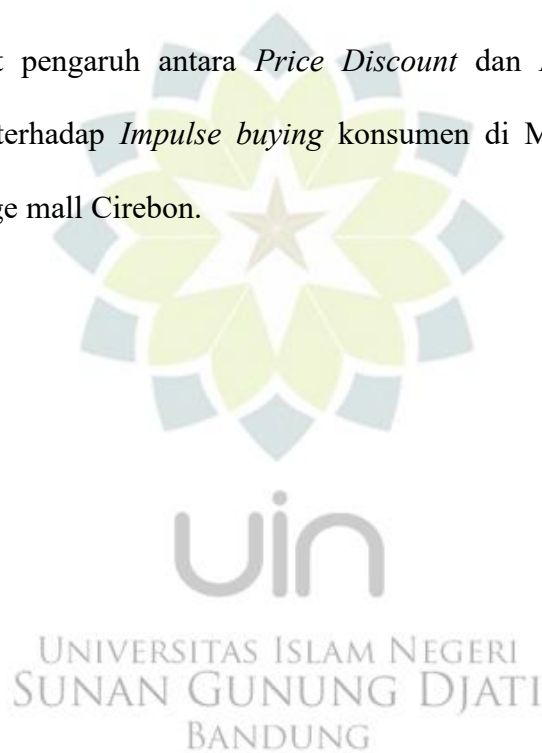 pengaruh antara Price Discount dan
terhadap Impulse buying konsumen di
mall Cirebon.
uin
UNIVERSITAS ISLAM NEGERI
SUNAN GUNUNG DJATI
BANDUNG